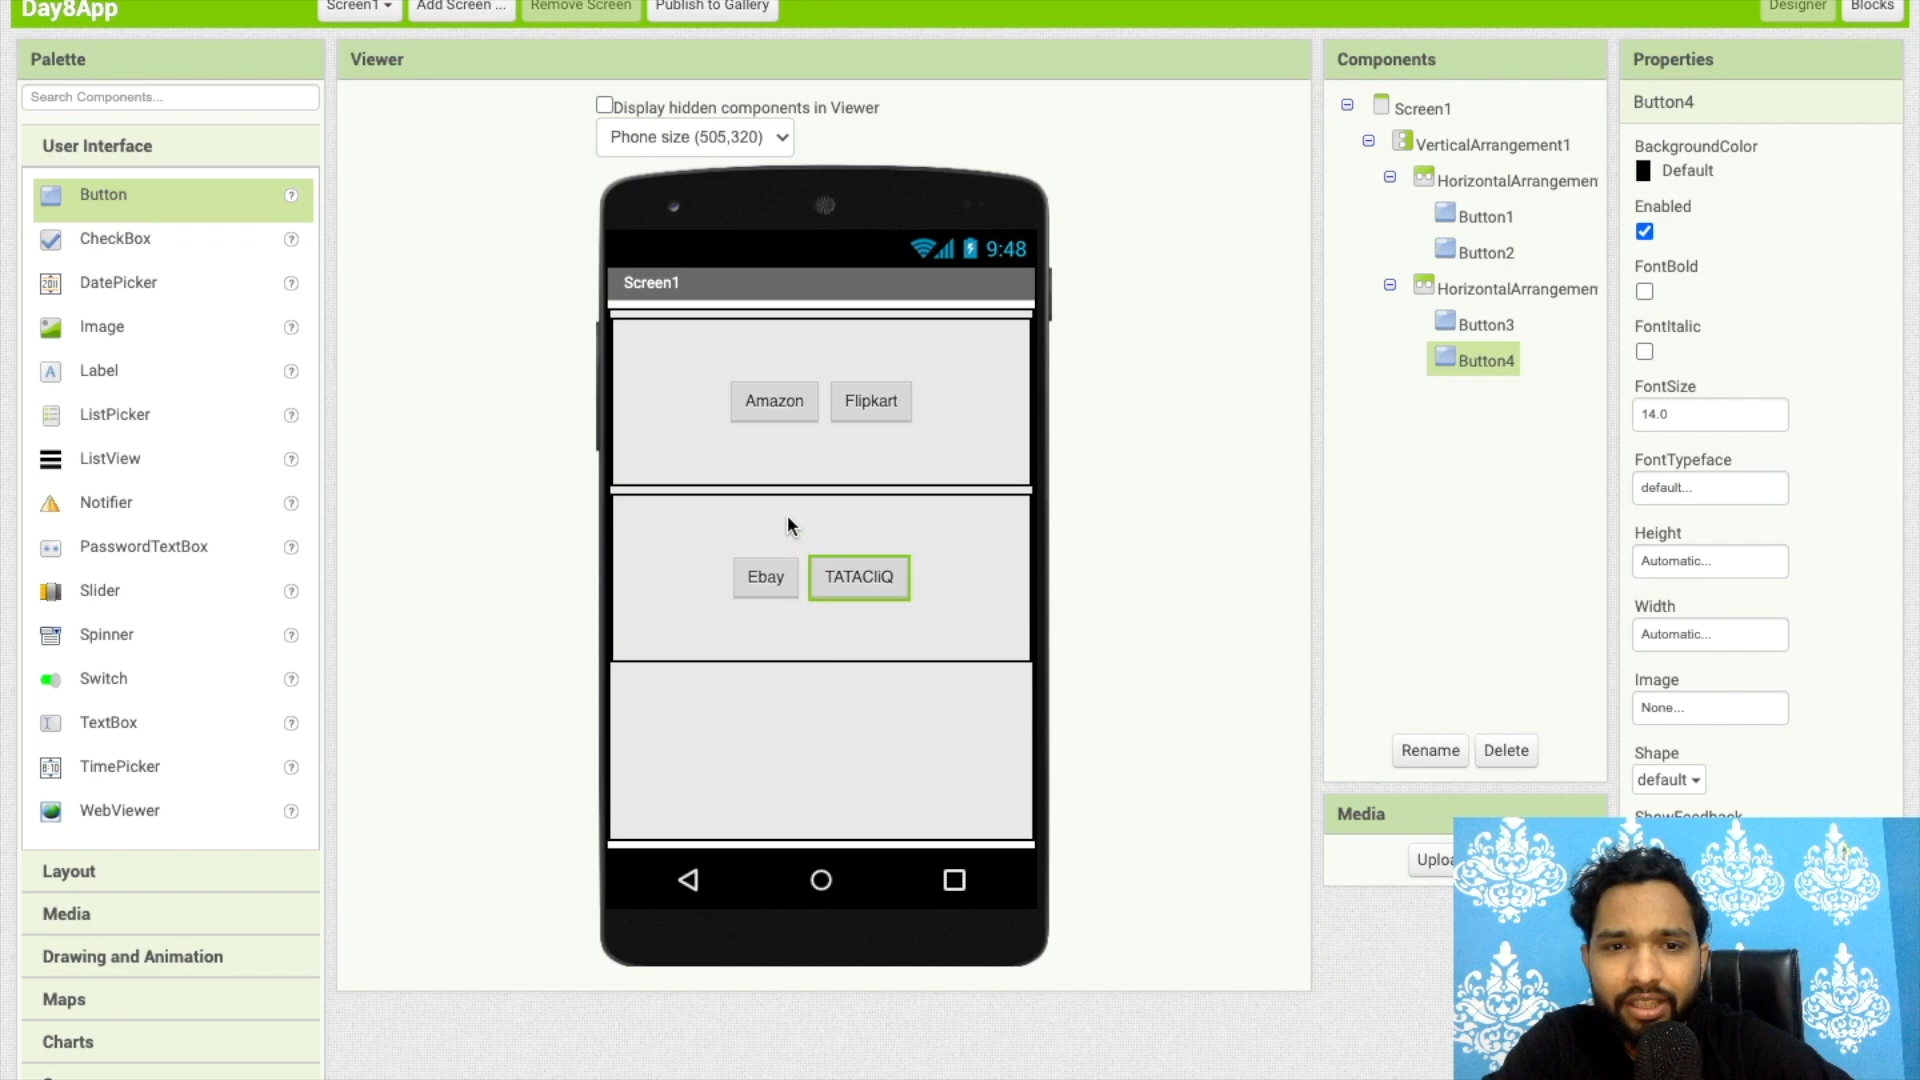 Day8App
Screen1
Add Screen ...
Remove Screen
Publish to Gallery
Designer
Blocks
Palette
Search Components...
User Interface
Button
CheckBox
DatePicker
Image
Label
ListPicker
ListView
Notifier
PasswordTextBox
Slider
Spinner
Switch
TextBox
TimePicker
WebViewer
Layout
Media
Drawing and Animation
Maps
Charts
Viewer
Display hidden components in Viewer
Phone size (505,320)
9:48
Screen1
Amazon
Flipkart
Ebay
TATACliQ
Components
Screen1
VerticalArrangement1
HorizontalArrangemen
Button1
Button2
HorizontalArrangemen
Button3
Button4
Rename
Delete
Media
Uploa
Properties
Button4
BackgroundColor
Default
Enabled
FontBold
FontItalic
FontSize
14.0
FontTypeface
default...
Height
Automatic...
Width
Automatic...
Image
None...
Shape
default
ShowFeedback